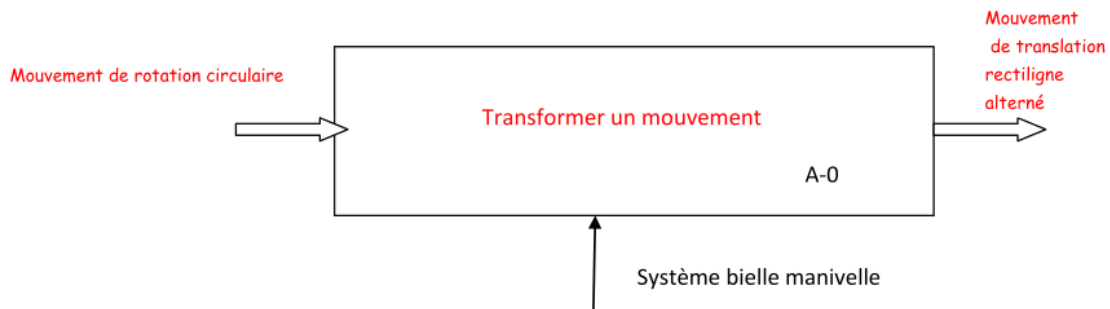 Mouvement de rotation circulaire
Transformer un mouvement
A-0
Mouvement
de translation
rectiligne
alterné
Système bielle manivelle